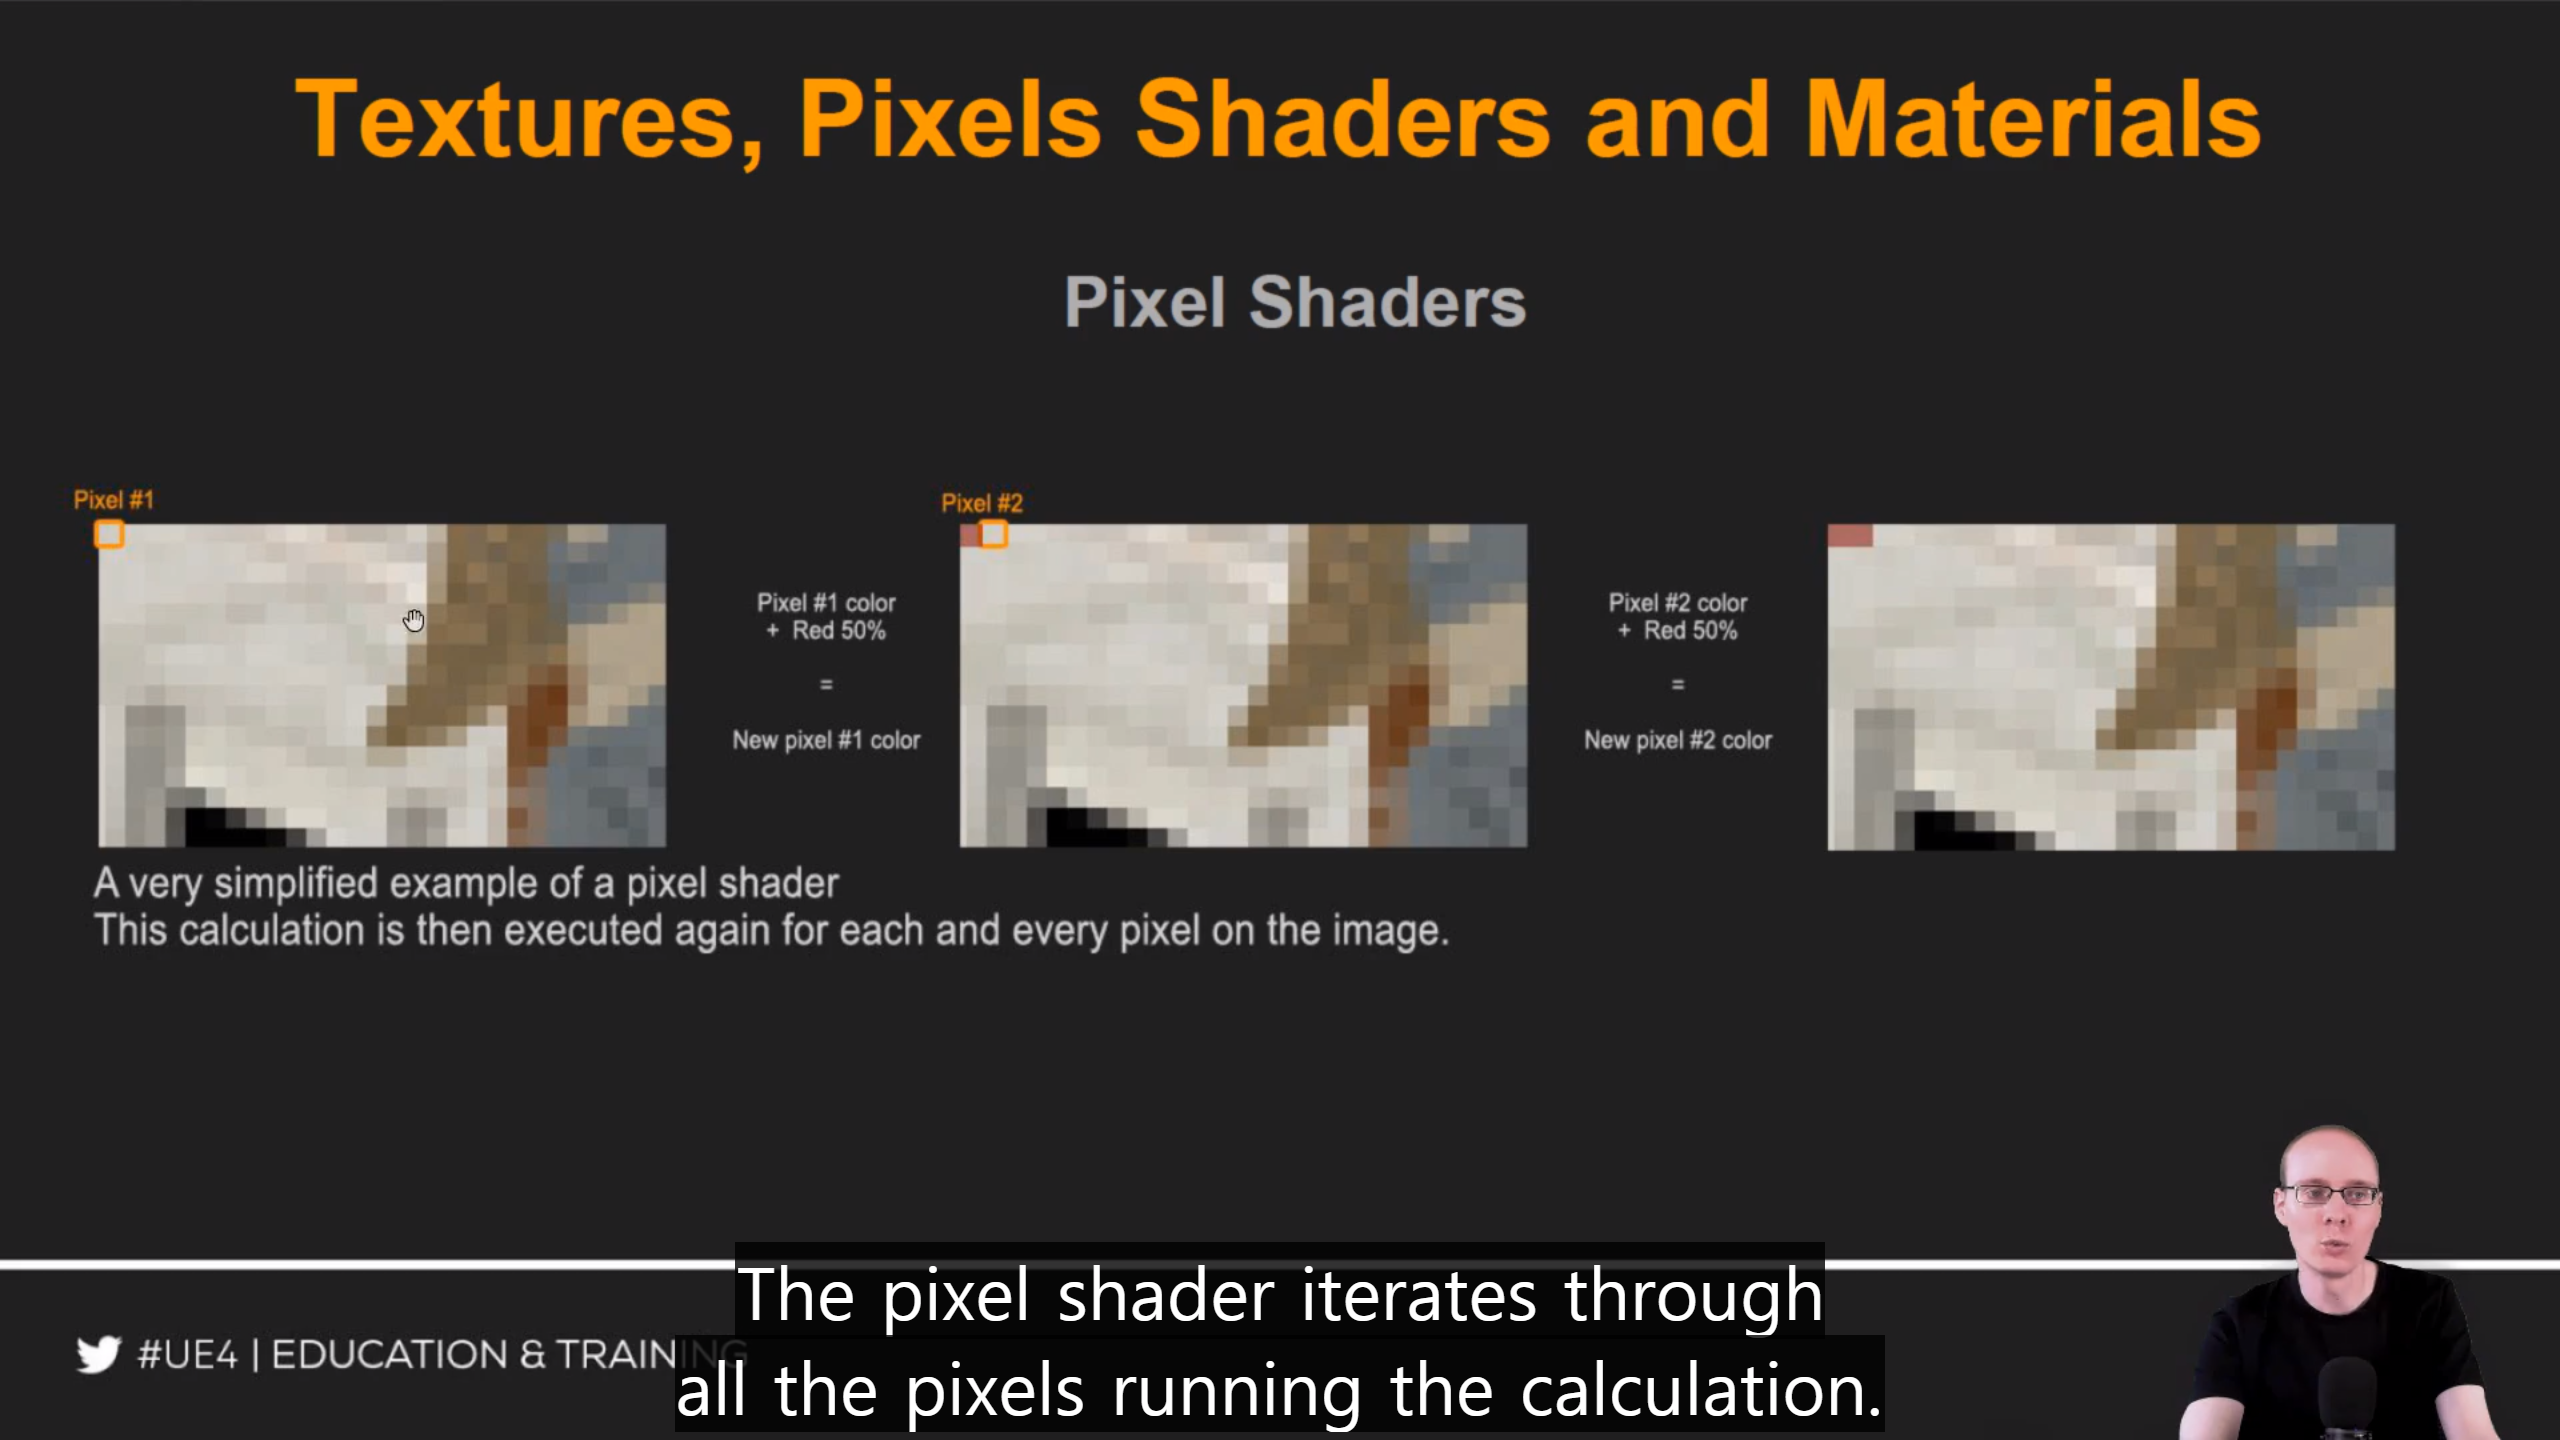 Textures, Pixels Shaders and Materials
Pixel Shaders
Pixel #1
Pixel #2
Pixel #1 color
+ Red 50%
=
New pixel #1 color
Pixel #2 color
+ Red 50%
=
New pixel #2 color
A very simplified example of a pixel shader
This calculation is then executed again for each and every pixel on the image.
The pixel shader iterates through
all the pixels running the calculation.
#UE4 | EDUCATION & TRAINING